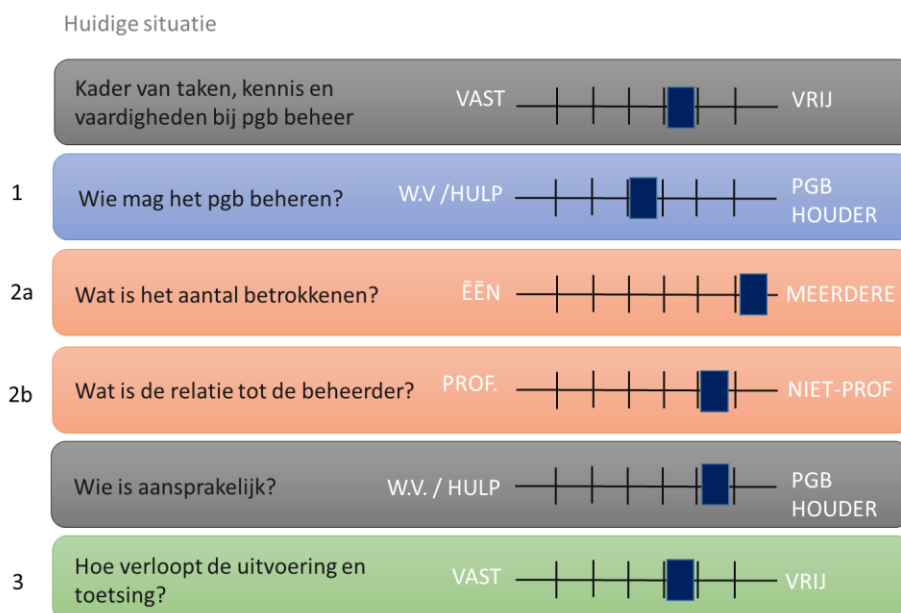 Huidige situatie
Kader van taken, kennis en
vaardigheden bij pgb beheer
VAST
VRIJ
1
Wie mag het pgb beheren?
W.V /HULP
PGB
HOUDER
2a
Wat is het aantal betrokkenen?
ĒĒN
MEERDERE
2b
Wat is de relatie tot de beheerder?
PROF.
NIET-PROF
Wie is aansprakelijk?
W.V. / HULP
PGB
HOUDER
3
Hoe verloopt de uitvoering en
toetsing?
VAST
VRIJ